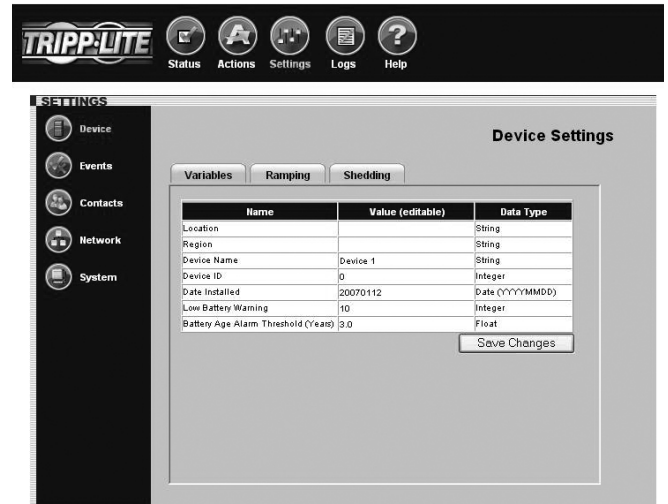 TRIPP·LITE
Status Actions Settings Logs Help
SETTINGS
Device
Events
Contacts
Network
System
Device Settings
Variables Ramping Shedding
Name Value (editable) Data Type
Location String
Region String
Device Name Device 1 String
Device ID 0 Integer
Date Installed 20070112 Date (YYYYMMDD)
Low Battery Warning 10 Integer
Battery Age Alarm Threshold (Years) 3.0 Float
Save Changes